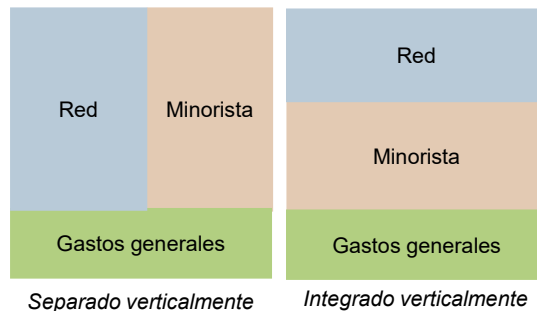 Red
Minorista
Gastos generales
Separado verticalmente
Red
Minorista
Gastos generales
Integrado verticalmente